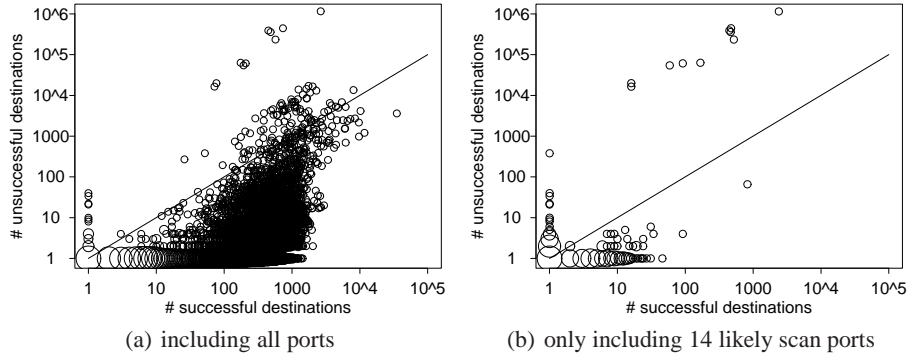 # unsuccessful destinations
10^6
10^5
10^4
1000
100
10
1
1 10 100 1000 10^4 10^5
# successful destinations
(a) including all ports
# unsuccessful destinations
10^6
10^5
10^4
1000
100
10
1
1 10 100 1000 10^4 10^5
# successful destinations
(b) only including 14 likely scan ports